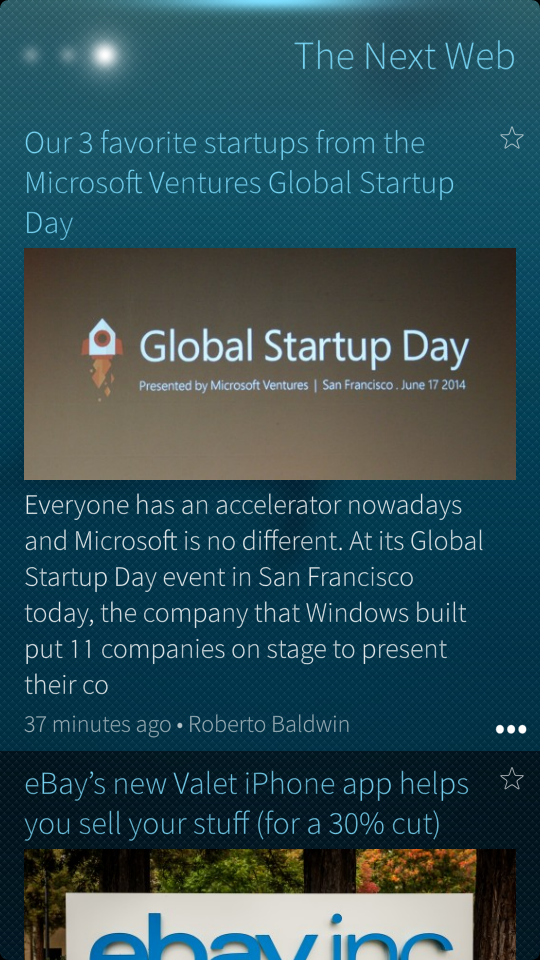 The Next Web
Our 3 favorite startups from the
Microsoft Ventures Global Startup
Day
Global Startup Day
Presented by Microsoft Ventures | San Francisco . June 17 2014
Everyone has an accelerator nowadays
and Microsoft is no different. At its Global
Startup Day event in San Francisco
today, the company that Windows built
put 11 companies on stage to present
their co
37 minutes ago • Roberto Baldwin
eBay’s new Valet iPhone app helps
you sell your stuff (for a 30% cut)
ebay inc